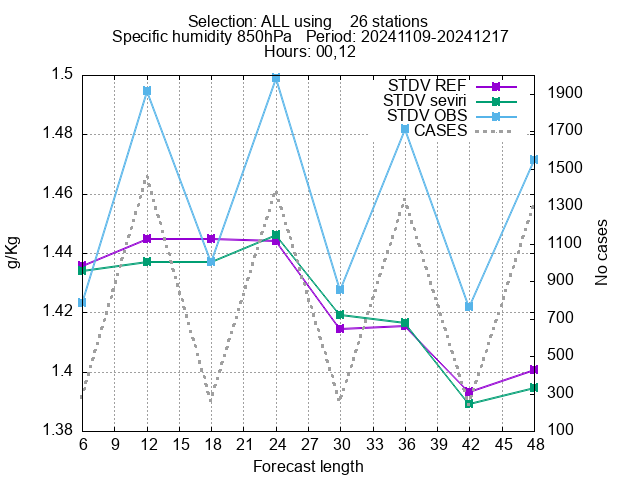 Selection: ALL using    26 stations
Specific humidity 850hPa   Period: 20241109-20241217
Hours: 00,12
STDV REF
STDV seviri
STDV OBS
CASES
1.5
1.48
1.46
1.44
1.42
1.4
1.38
g/Kg
1900
1700
1500
1300
1100
900
700
500
300
100
No cases
6 9 12 15 18 21 24 27 30 33 36 39 42 45 48
Forecast length